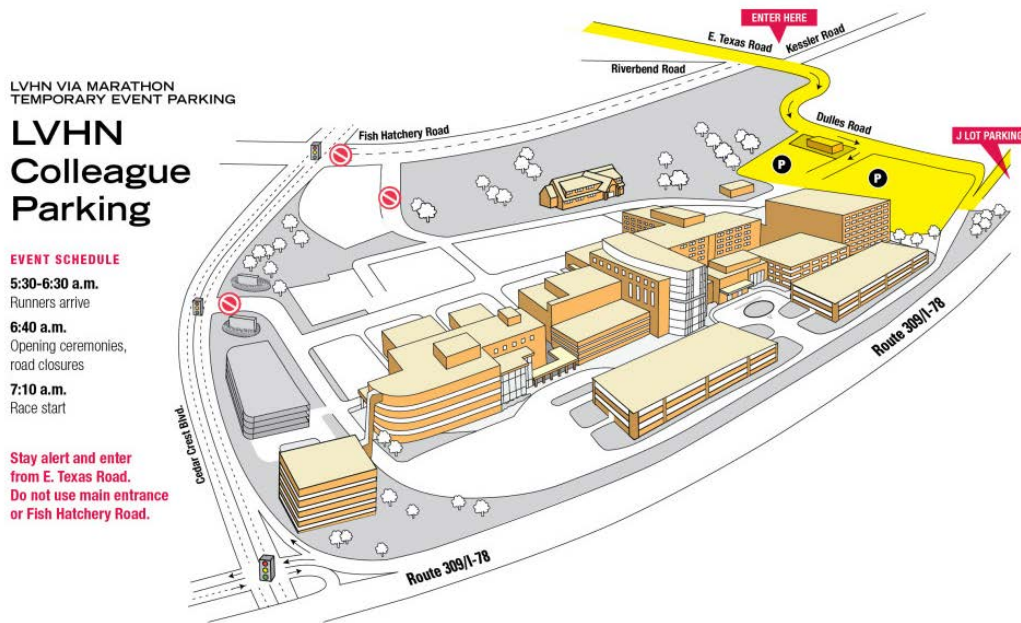 LVHN VIA MARATHON
TEMPORARY EVENT PARKING
LVHN
Colleague
Parking
EVENT SCHEDULE
5:30-6:30 a.m.
Runners arrive
6:40 a.m.
Opening ceremonies,
road closures
7:10 a.m.
Race start
Stay alert and enter
from E. Texas Road.
Do not use main entrance
or Fish Hatchery Road.
ENTER HERE
E. Texas Road
Kessler Road
Riverbend Road
Fish Hatchery Road
Dulles Road
J LOT PARKING
P
P
Cedar Crest Blvd.
Route 309/I-78
Route 309/I-78